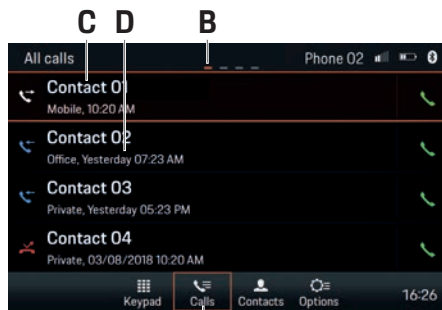 C D B
All calls Phone 02
Contact 01
Mobile, 10:20 AM
Contact 02
Office, Yesterday 07:23 AM
Contact 03
Private, Yesterday 05:23 PM
Contact 04
Private, 03/08/2018 10:20 AM
Keypad Calls Contacts Options 16:26